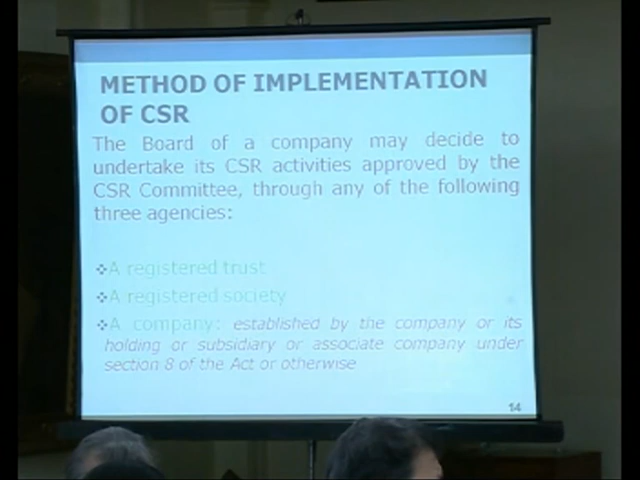 METHOD OF IMPLEMENTATION
OF CSR
The Board of a company may decide to
undertake its CSR activities approved by the
CSR Committee, through any of the following
three agencies:
❖A registered trust
❖A registered society
❖A company: established by the company or its
holding or subsidiary or associate company under
section 8 of the Act or otherwise
14